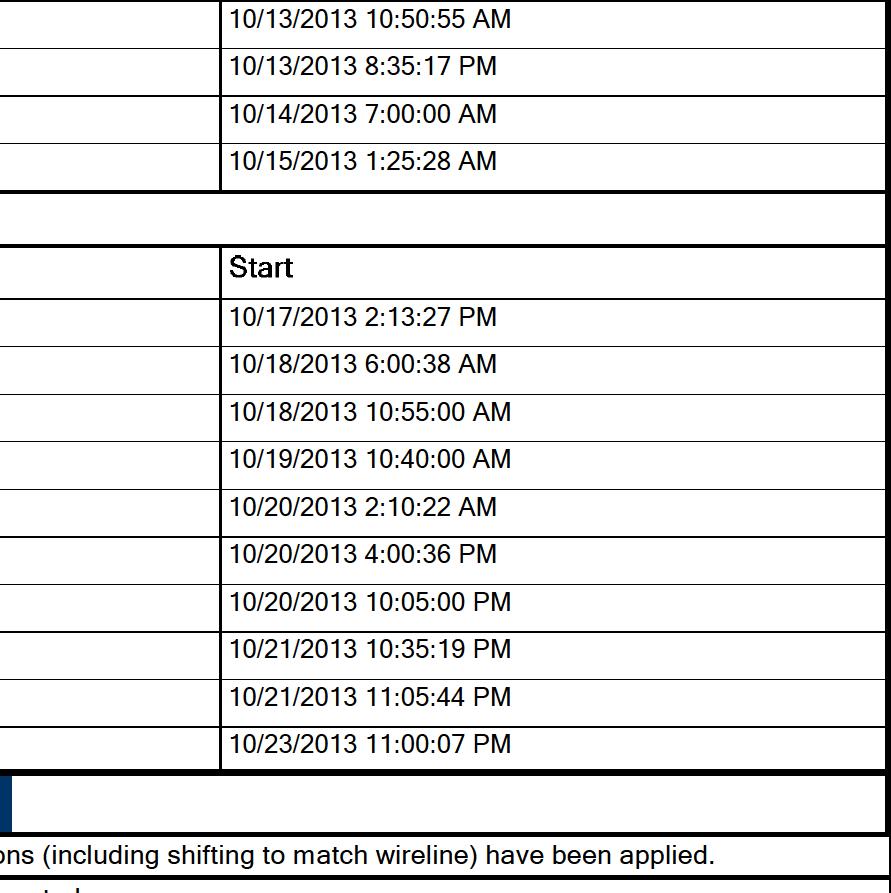 10/13/2013 10:50:55 AM
10/13/2013 8:35:17 PM
10/14/2013 7:00:00 AM
10/15/2013 1:25:28 AM
Start
10/17/2013 2:13:27 PM
10/18/2013 6:00:38 AM
10/18/2013 10:55:00 AM
10/19/2013 10:40:00 AM
10/20/2013 2:10:22 AM
10/20/2013 4:00:36 PM
10/20/2013 10:05:00 PM
10/21/2013 10:35:19 PM
10/21/2013 11:05:44 PM
10/23/2013 11:00:07 PM
ons (including shifting to match wireline) have been applied.